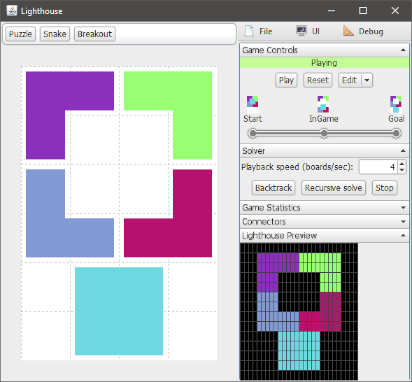 Lighthouse
Puzzle Snake Breakout
File UI Debug
Game Controls
Playing
Play Reset Edit
Start InGame Goal
Solver
Playback speed (boards/sec): 4
Backtrack Recursive solve Stop
Game Statistics
Connectors
Lighthouse Preview